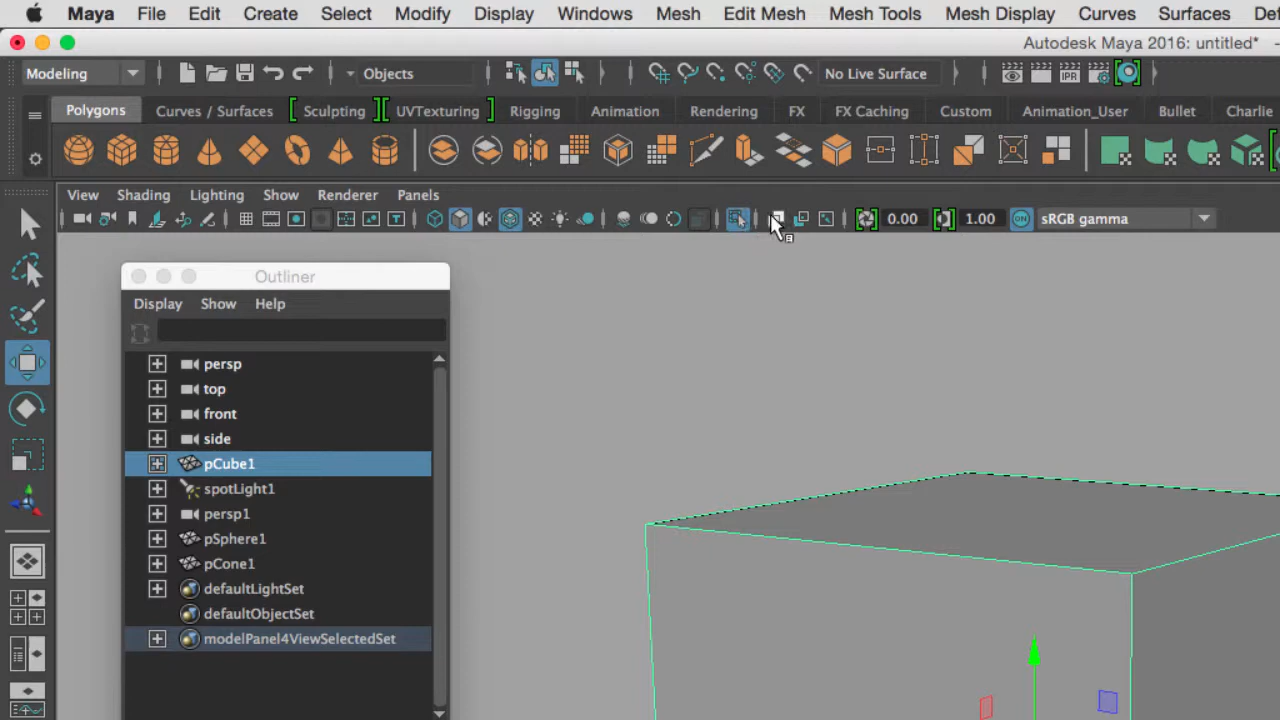 Maya File Edit Create Select Modify Display Windows Mesh Edit Mesh Mesh Tools Mesh Display Curves Surfaces De
Autodesk Maya 2016: untitled*
Modeling Objects No Live Surface IPR
Polygons Curves / Surfaces Sculpting UVTexturing Rigging Animation Rendering FX FX Caching Custom Animation_User Bullet Charlie
View Shading Lighting Show Renderer Panels
0.00 1.00 ON sRGB gamma
Outliner
Display Show Help
persp
top
front
side
pCube1
spotLight1
persp1
pSphere1
pCone1
defaultLightSet
defaultObjectSet
modelPanel4ViewSelectedSet